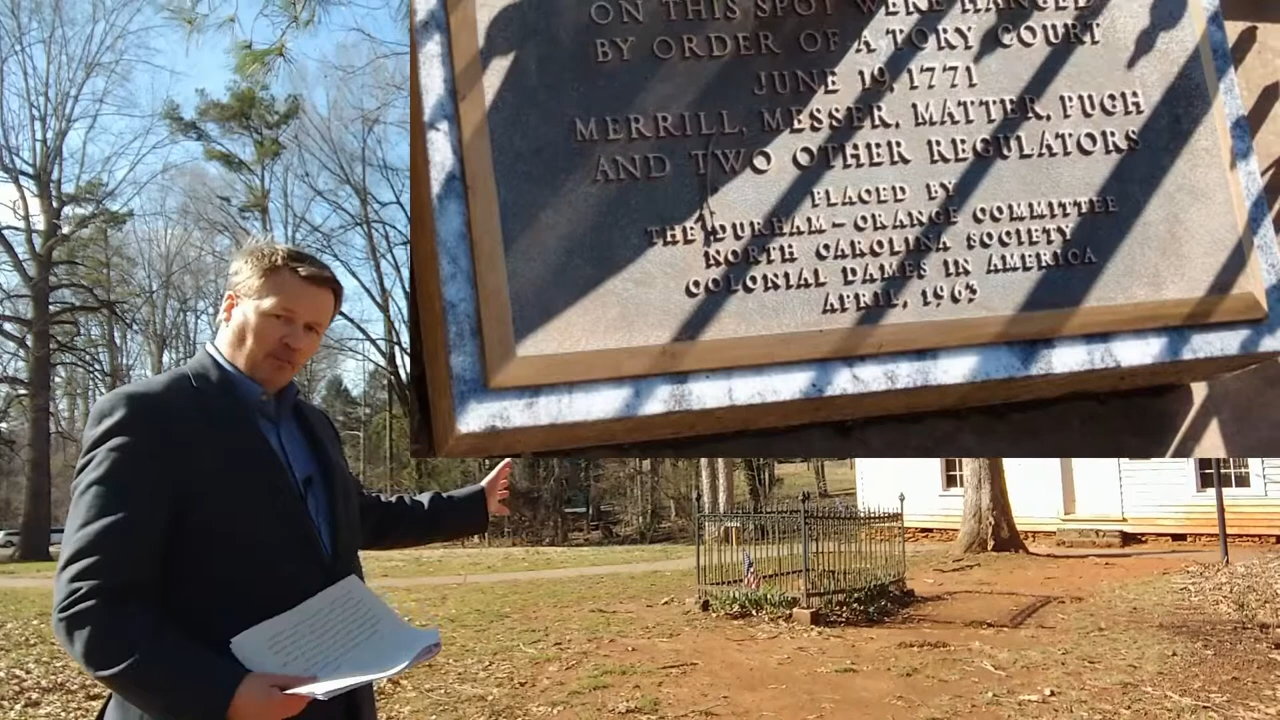 ON THIS SPOT WERE HANGED
BY ORDER OF A TORY COURT
JUNE 19, 1771
MERRILL, MESSER, MATTER, PUGH
AND TWO OTHER REGULATORS
PLACED BY
THE DURHAM-ORANGE COMMITTEE
NORTH CAROLINA SOCIETY
COLONIAL DAMES IN AMERICA
APRIL, 1963